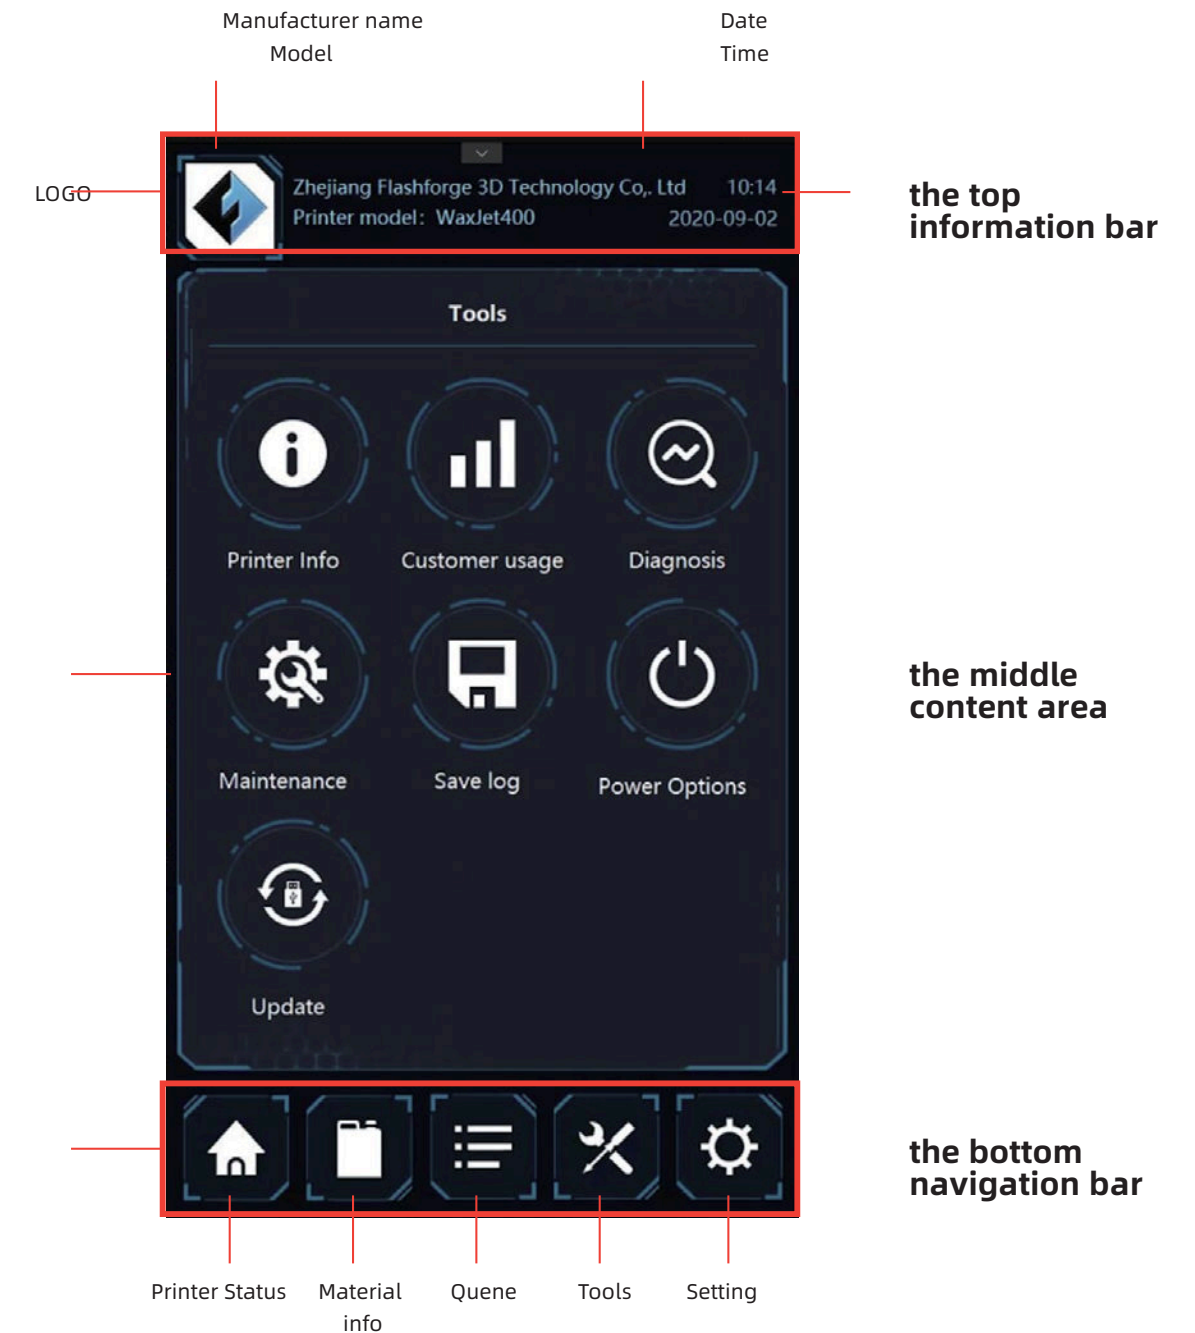 Manufacturer name
Model
Date
Time
LOGO
Zhejiang Flashforge 3D Technology Co,. Ltd
10:14
Printer model: WaxJet400
2020-09-02
the top
information bar
Tools
Printer Info
Customer usage
Diagnosis
Maintenance
Save log
Power Options
the middle
content area
Update
the bottom
navigation bar
Printer Status
Material
info
Quene
Tools
Setting